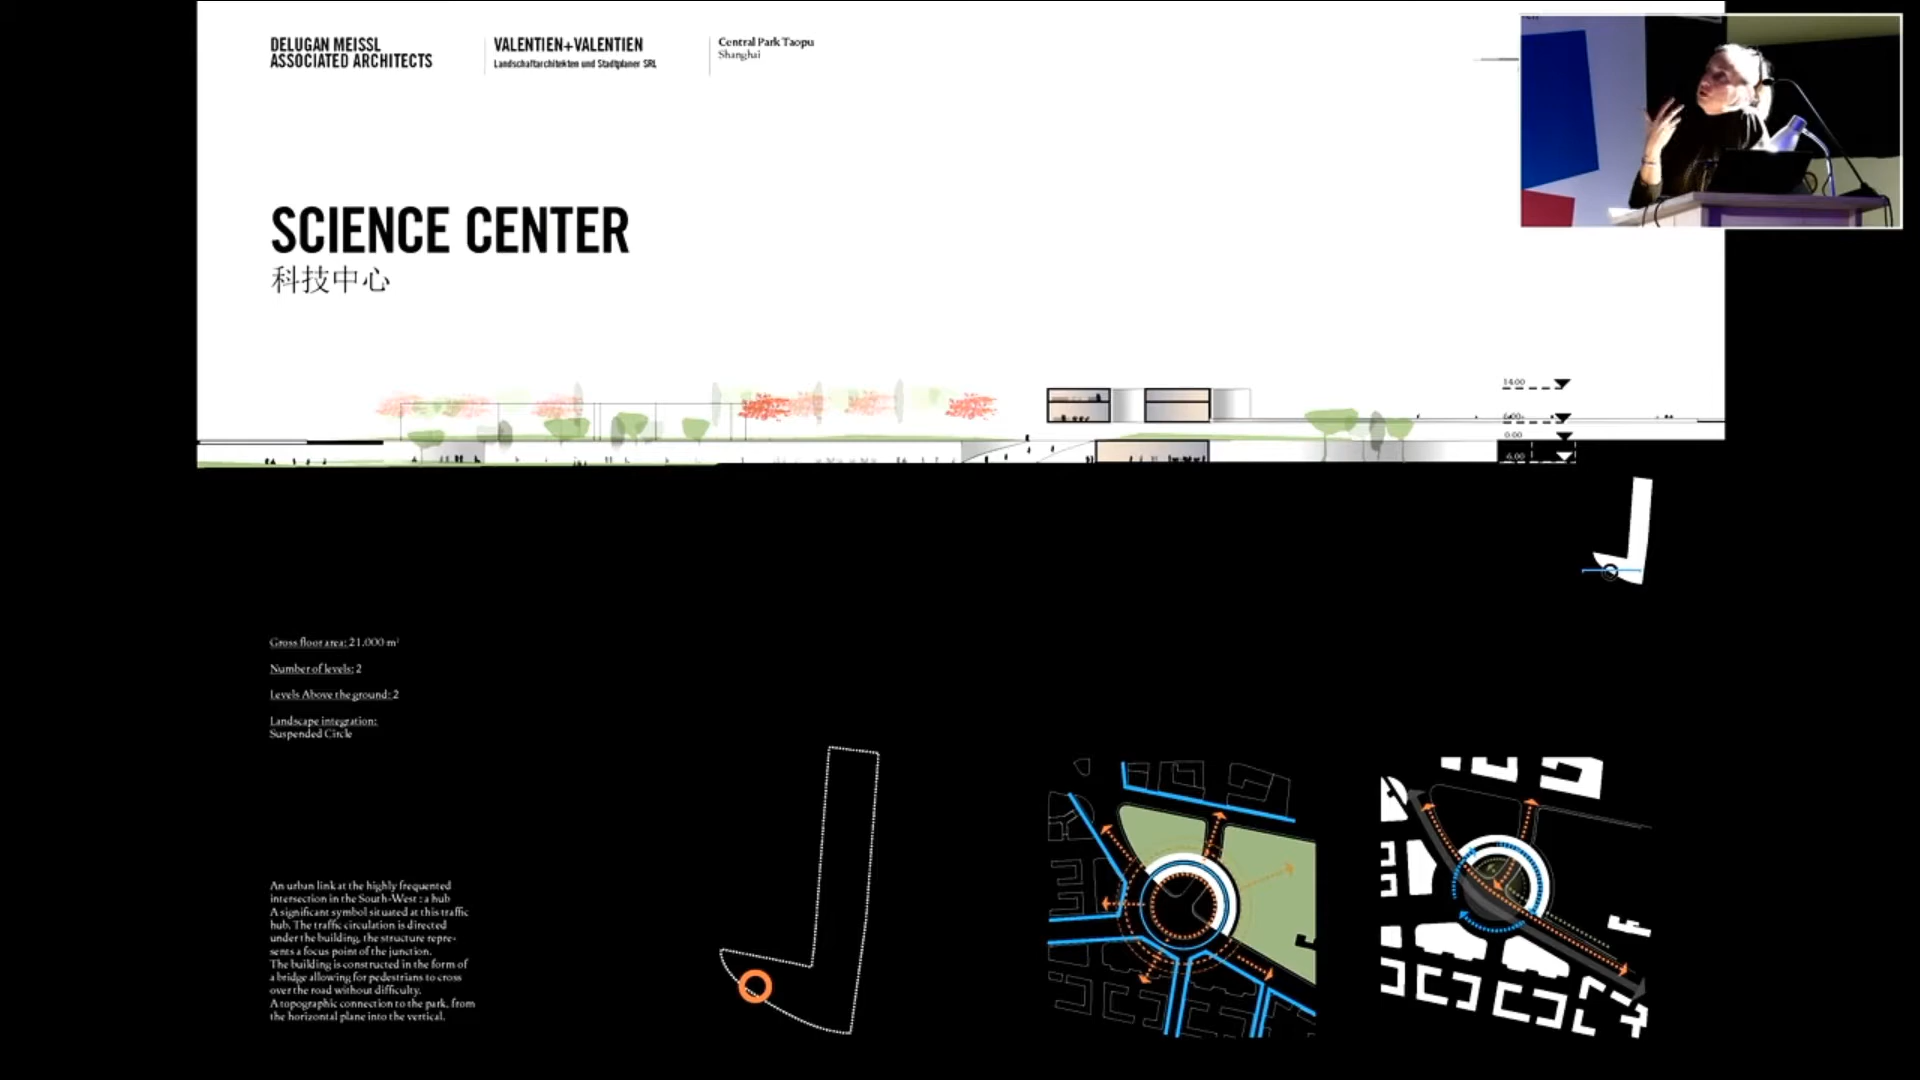 DELUGAN MEISSL
ASSOCIATED ARCHITECTS
VALENTIEN+VALENTIEN
Landschaftarchitekten und Stadtplaner SRL
Central Park Taopu
Shanghai
SCIENCE CENTER
科技中心
14.00
6.00
0.00
-6.00
Gross floor area: 21.000 m²
Number of levels: 2
Levels Above the ground: 2
Landscape integration:
Suspended Circle
An urban link at the highly frequented
intersection in the South-West : a hub
A significant symbol situated at this traffic
hub. The traffic circulation is directed
under the building, the structure repre-
sents a focus point of the junction.
The building is constructed in the form of
a bridge allowing for pedestrians to cross
over the road without difficulty.
A topographic connection to the park, from
the horizontal plane into the vertical.